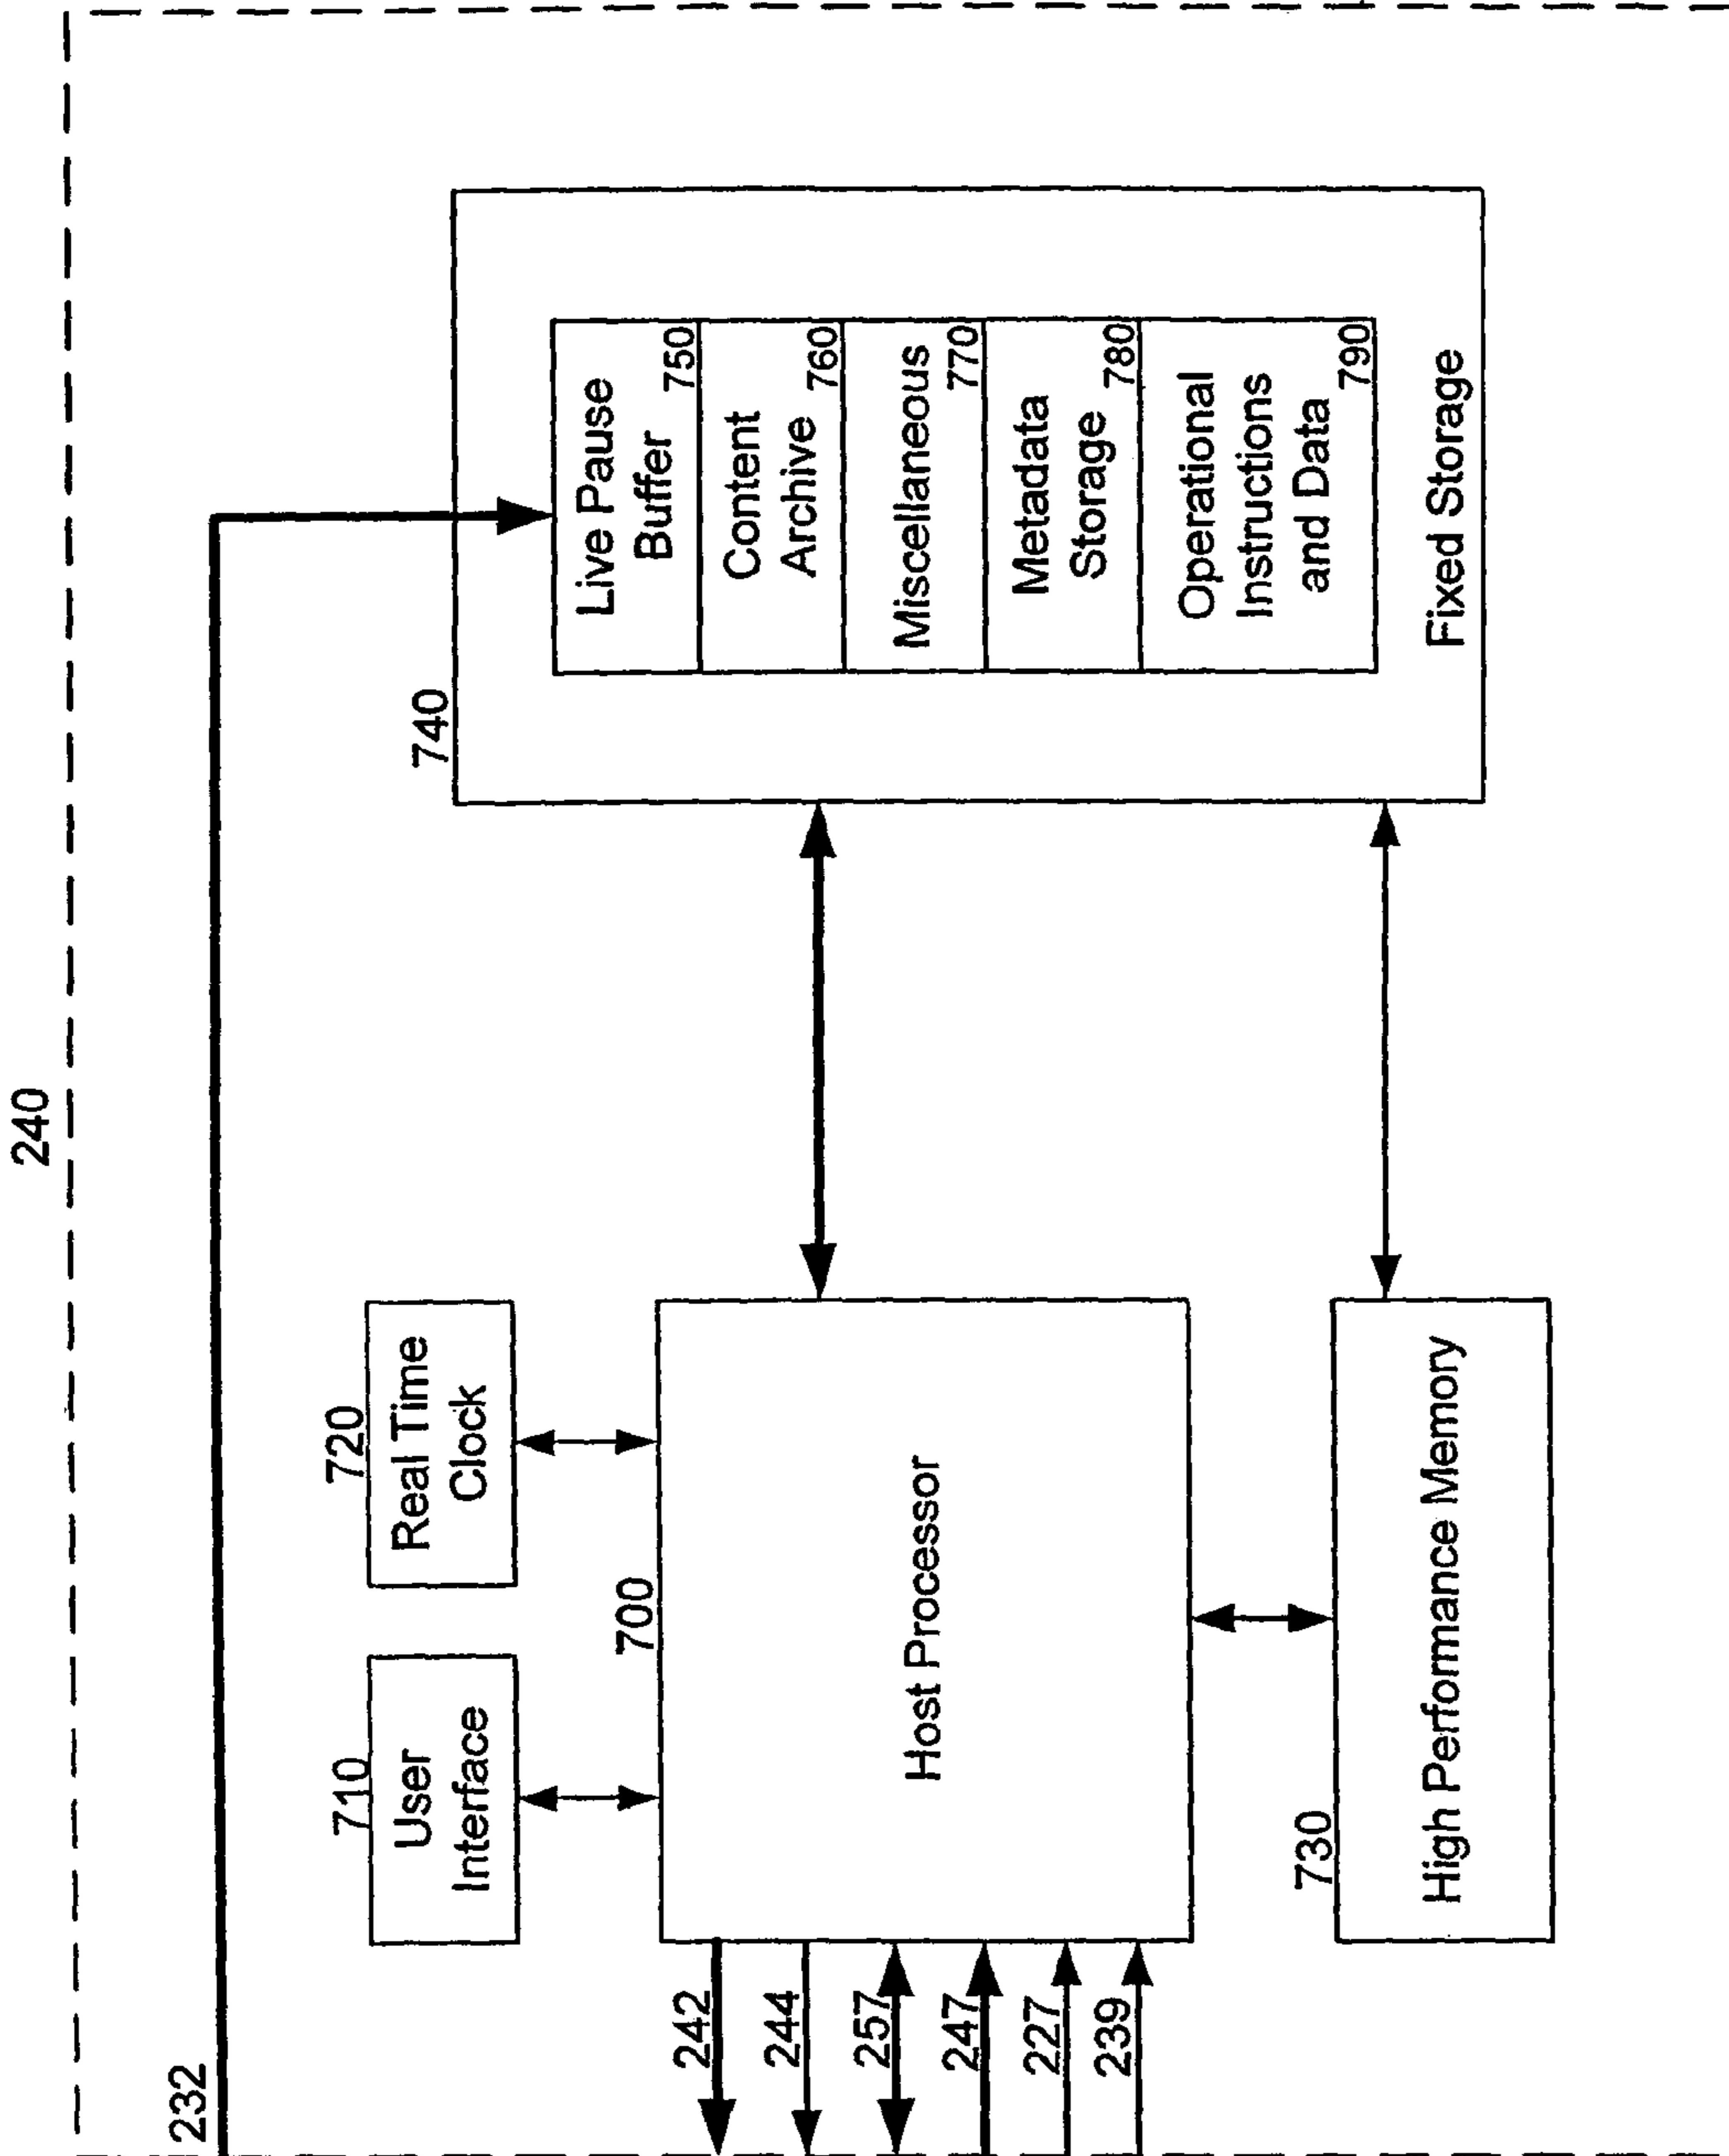 240
232
710
User
Interface
720
Real Time
Clock
700
Host Processor
242
244
257
247
227
239
730
High Performance Memory
740
Live Pause
Buffer
750
Content
Archive
760
Miscellaneous
770
Metadata
Storage
780
Operational
Instructions
and Data
790
Fixed Storage